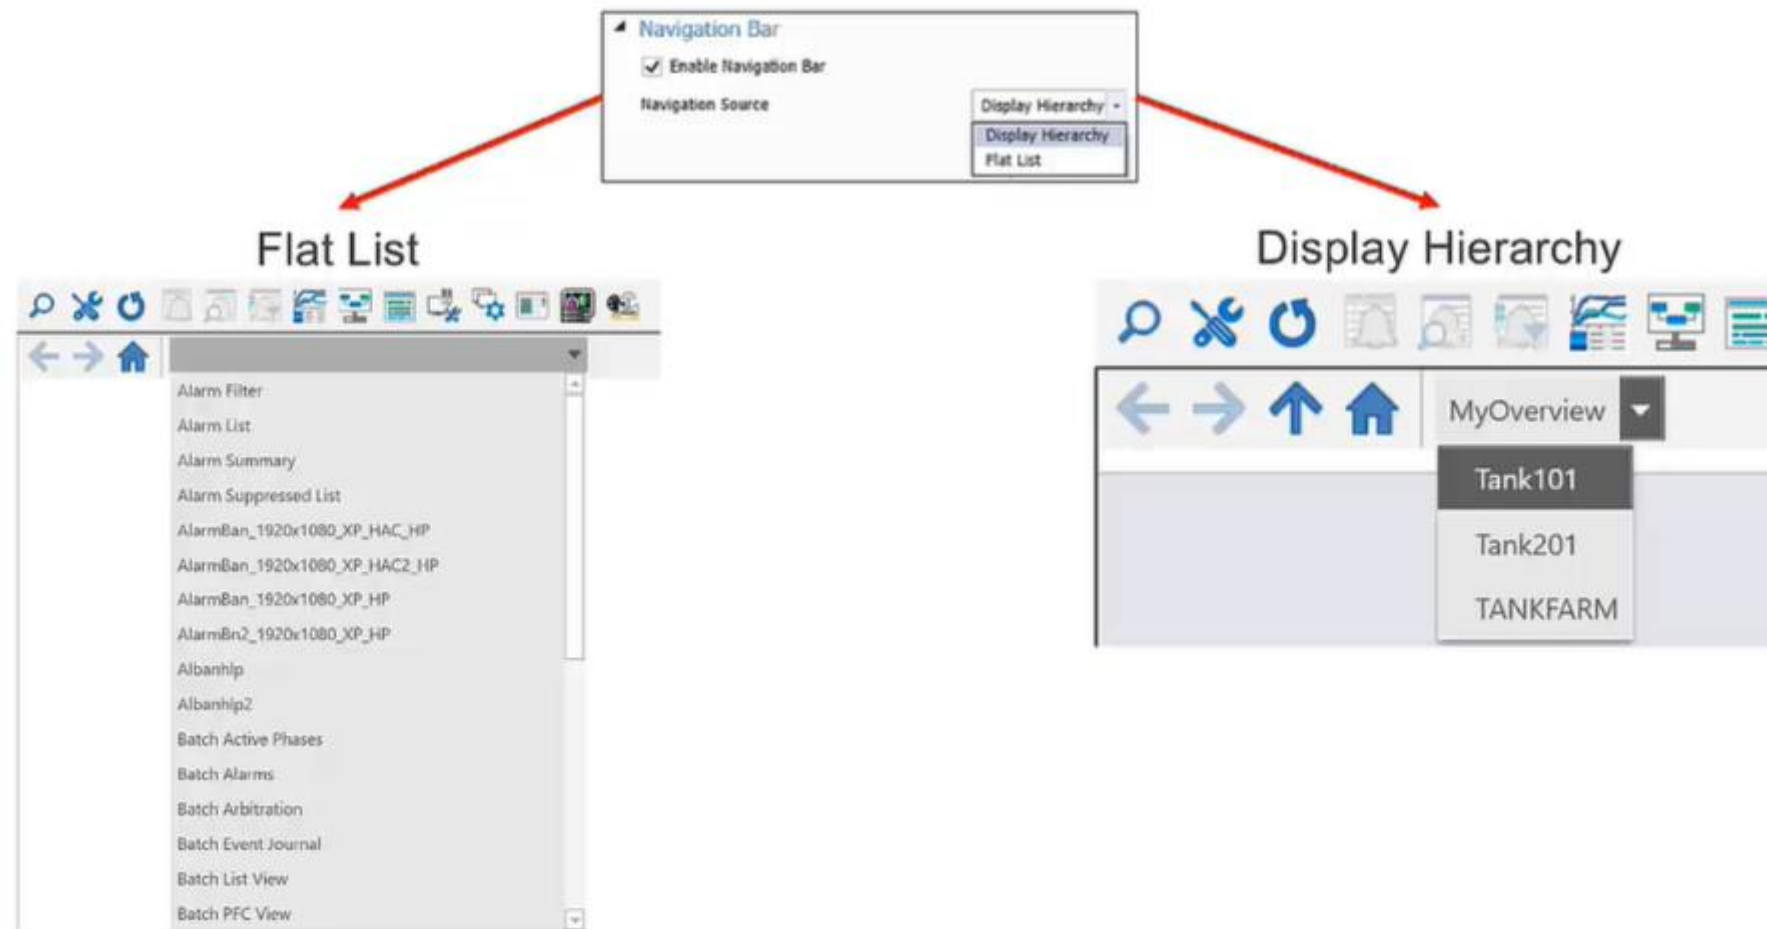 Navigation Bar
Enable Navigation Bar
Navigation Source
Display Hierarchy
Display Hierarchy
Flat List
Flat List
Alarm Filter
Alarm List
Alarm Summary
Alarm Suppressed List
AlarmBan_1920x1080_XP_HAC_HP
AlarmBan_1920x1080_XP_HAC2_HP
AlarmBan_1920x1080_XP_HP
AlarmBn2_1920x1080_XP_HP
Albanhlp
Albanhlp2
Batch Active Phases
Batch Alarms
Batch Arbitration
Batch Event Journal
Batch List View
Batch PFC View
Display Hierarchy
MyOverview
Tank101
Tank201
TANKFARM